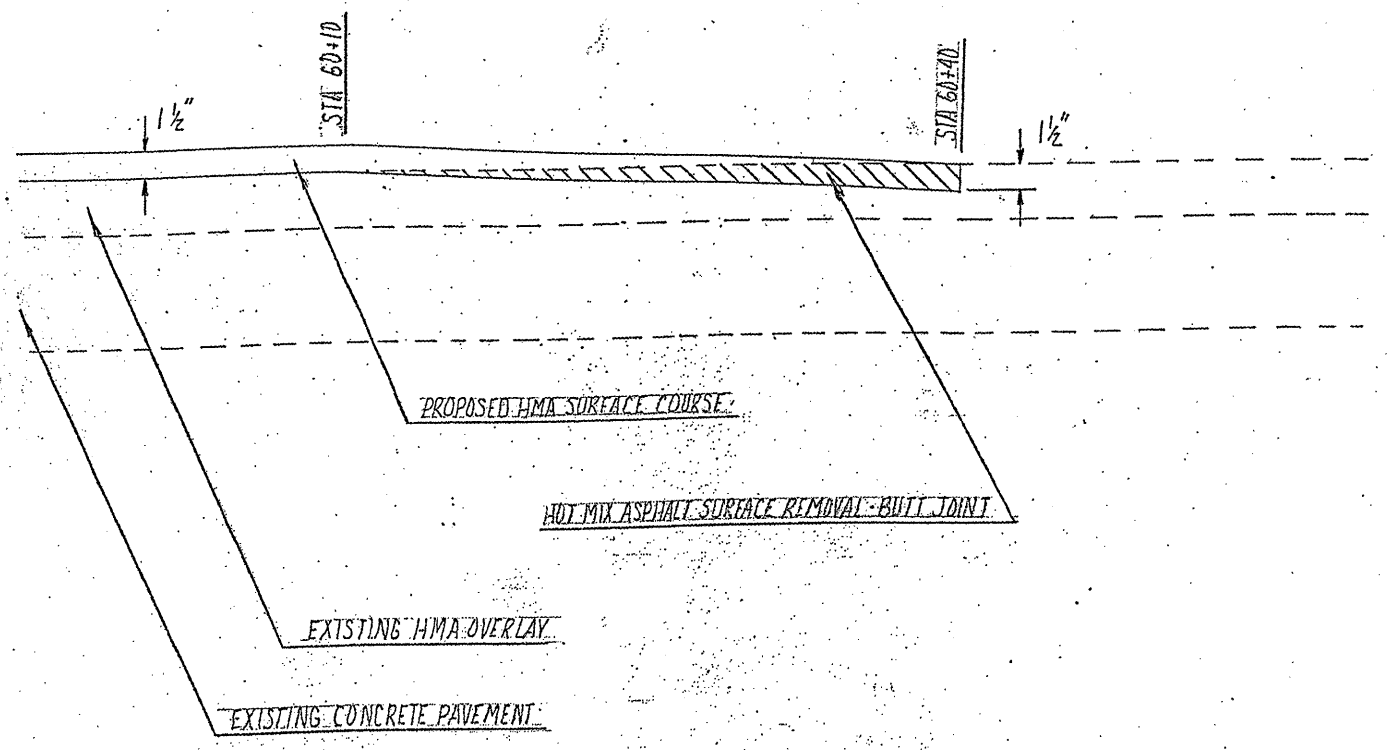 STA 60+10
STA 60+40
1½"
1½"
PROPOSED HMA SURFACE COURSE
HOT MIX ASPHALT SURFACE REMOVAL-BUTT JOINT
EXISTING HMA OVERLAY
EXISTING CONCRETE PAVEMENT